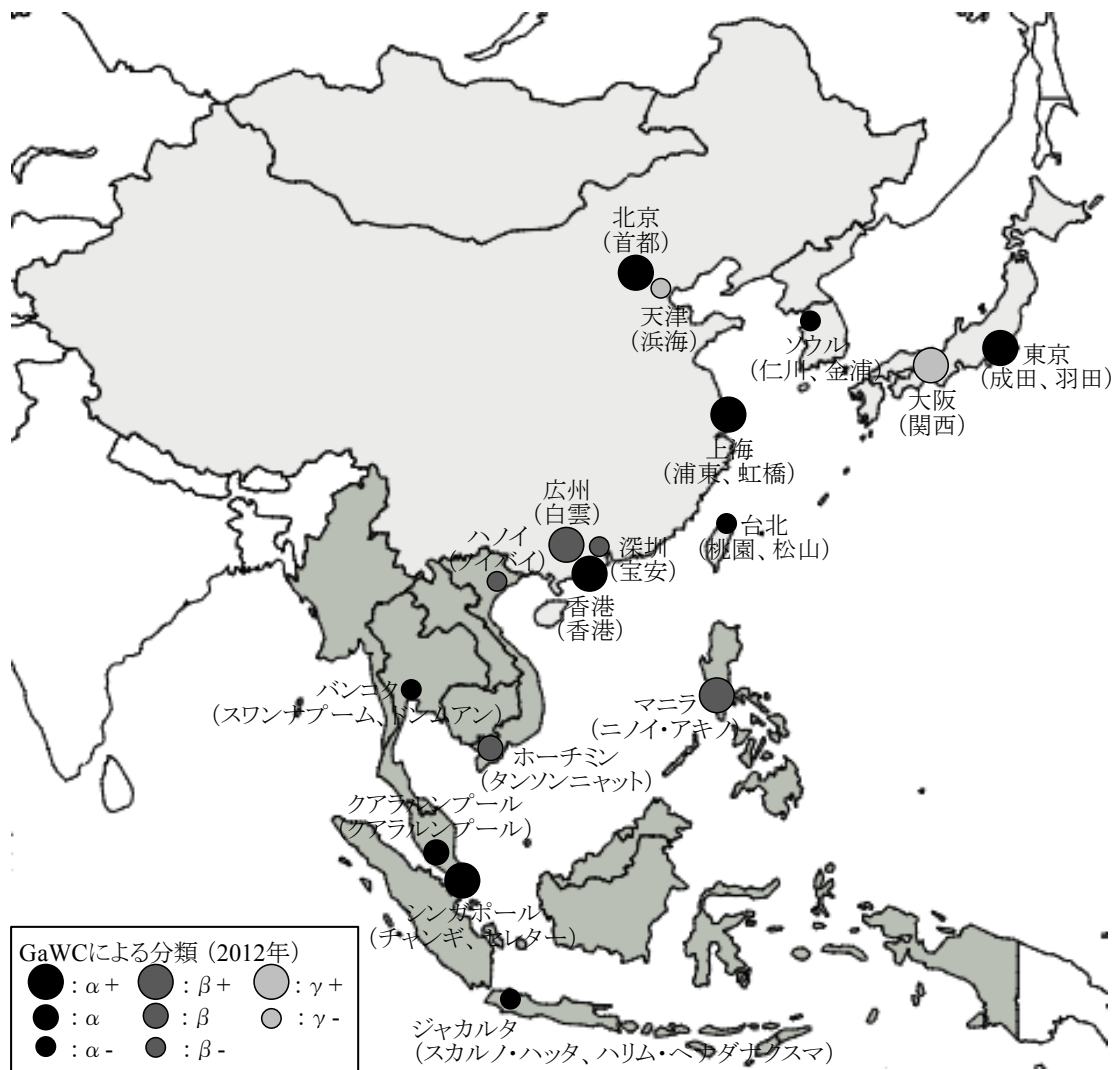 北京
(首都)
天津
(浜海)
ソウル
(仁川、金浦)
東京
(成田、羽田)
大阪
(関西)
上海
(浦東、虹橋)
広州
(白雲)
ハノイ
(ノイバイ)
深圳
(宝安)
台北
(桃園、松山)
香港
(香港)
バンコク
(スワンナプーム、ドンムアン)
マニラ
(ニノイ・アキノ)
ホーチミン
(タンソンニャット)
クアラルンプール
(クアラルンプール)
シンガポール
(チャンギ、セレター)
ジャカルタ
(スカルノ・ハッタ、ハリム・ペルダナクスマ)
GaWCによる分類 (2012年)
:α+ :β+ :γ+
:α :β :γ-
:α- :β-